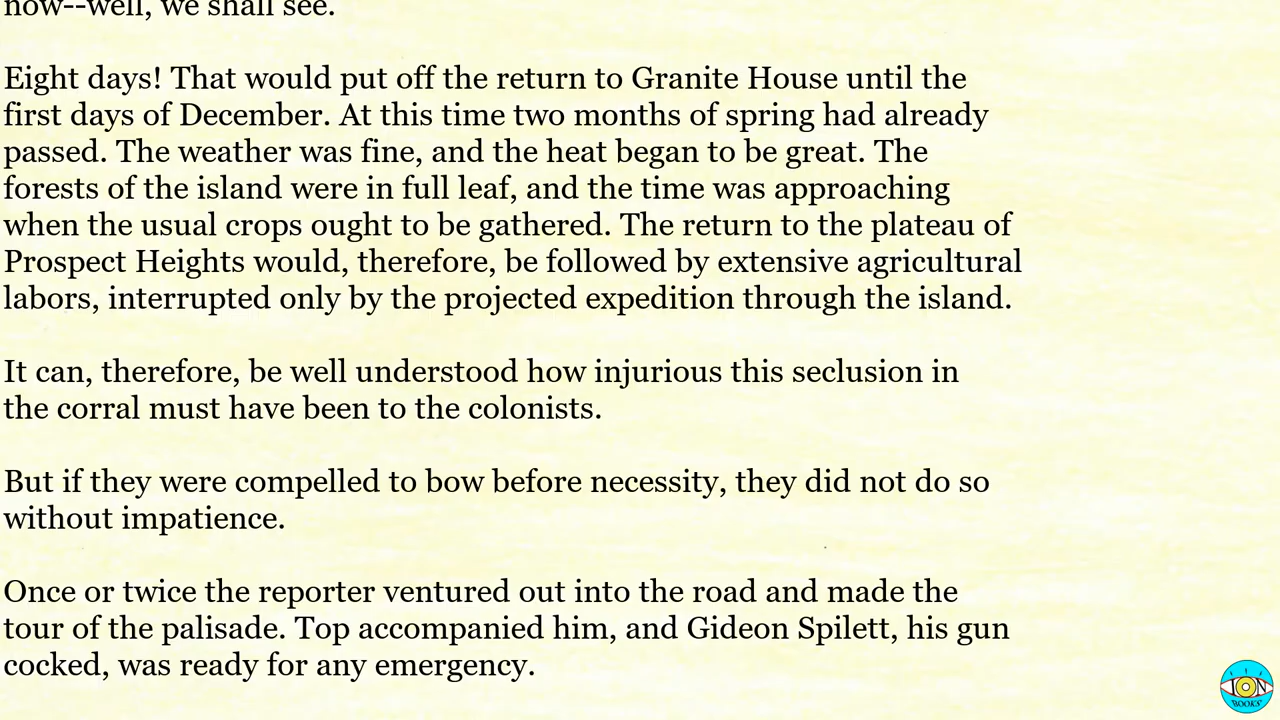 now--well, we shall see.
Eight days! That would put off the return to Granite House until the
first days of December. At this time two months of spring had already
passed. The weather was fine, and the heat began to be great. The
forests of the island were in full leaf, and the time was approaching
when the usual crops ought to be gathered. The return to the plateau of
Prospect Heights would, therefore, be followed by extensive agricultural
labors, interrupted only by the projected expedition through the island.
It can, therefore, be well understood how injurious this seclusion in
the corral must have been to the colonists.
But if they were compelled to bow before necessity, they did not do so
without impatience.
Once or twice the reporter ventured out into the road and made the
tour of the palisade. Top accompanied him, and Gideon Spilett, his gun
cocked, was ready for any emergency.
ION
BOOKS